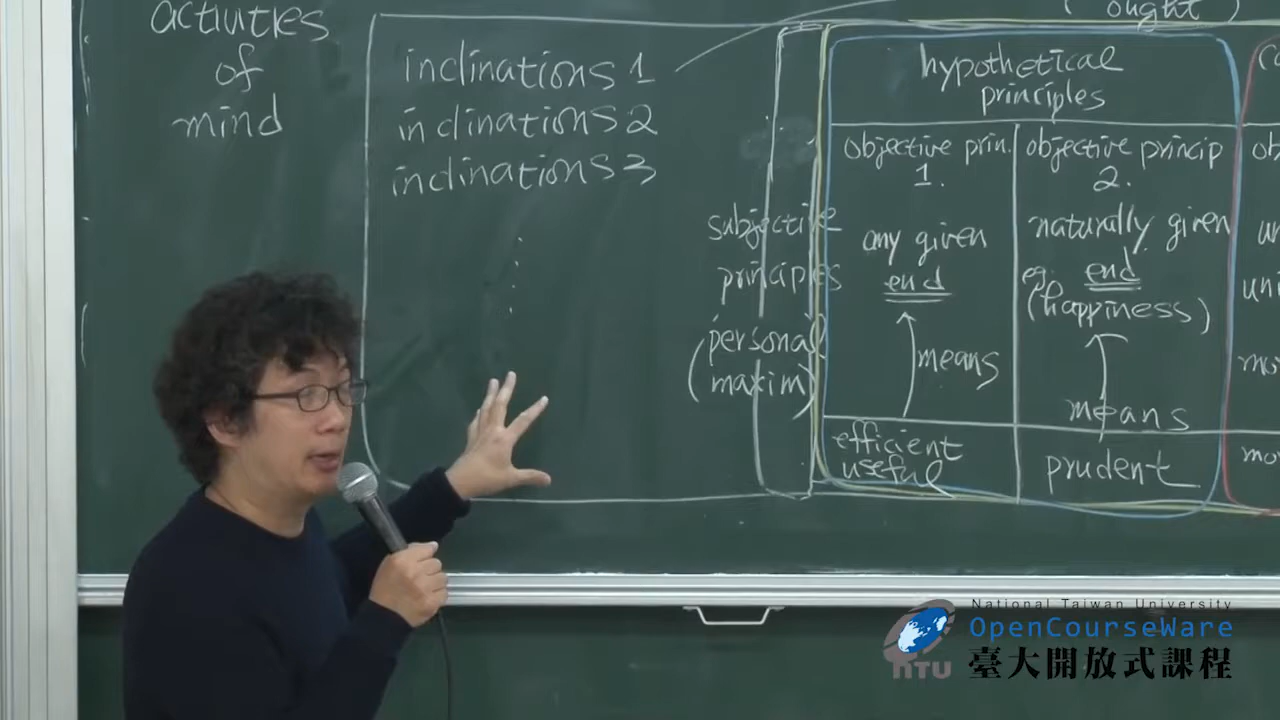 activities
of
mind
inclinations 1
inclinations 2
inclinations 3
subjective
principles
(personal
maxim)
(ought)
hypothetical
principles
objective prin.
1.
any given
end
means
efficient
useful
objective princip
2.
naturally given
eg. end
(happiness)
means
prudent
National Taiwan University
OpenCourseWare
NTU
臺大開放式課程